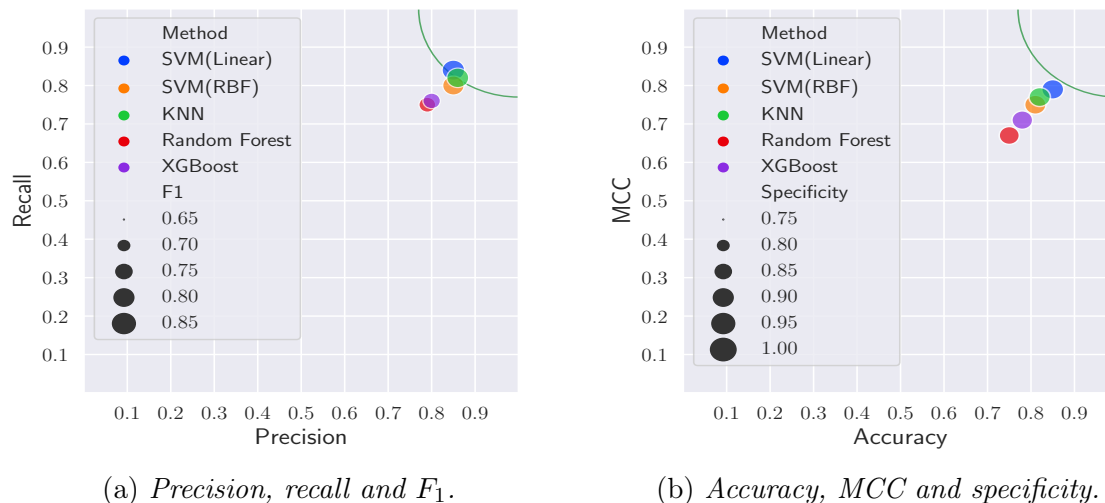 Method
SVM(Linear)
SVM(RBF)
KNN
Random Forest
XGBoost
F1
0.65
0.70
0.75
0.80
0.85
0.9
0.8
0.7
0.6
0.5
0.4
0.3
0.2
0.1
Recall
0.1 0.2 0.3 0.4 0.5 0.6 0.7 0.8 0.9
Precision
(a) Precision, recall and F₁.
Method
SVM(Linear)
SVM(RBF)
KNN
Random Forest
XGBoost
Specificity
0.75
0.80
0.85
0.90
0.95
1.00
0.9
0.8
0.7
0.6
0.5
0.4
0.3
0.2
0.1
MCC
0.1 0.2 0.3 0.4 0.5 0.6 0.7 0.8 0.9
Accuracy
(b) Accuracy, MCC and specificity.